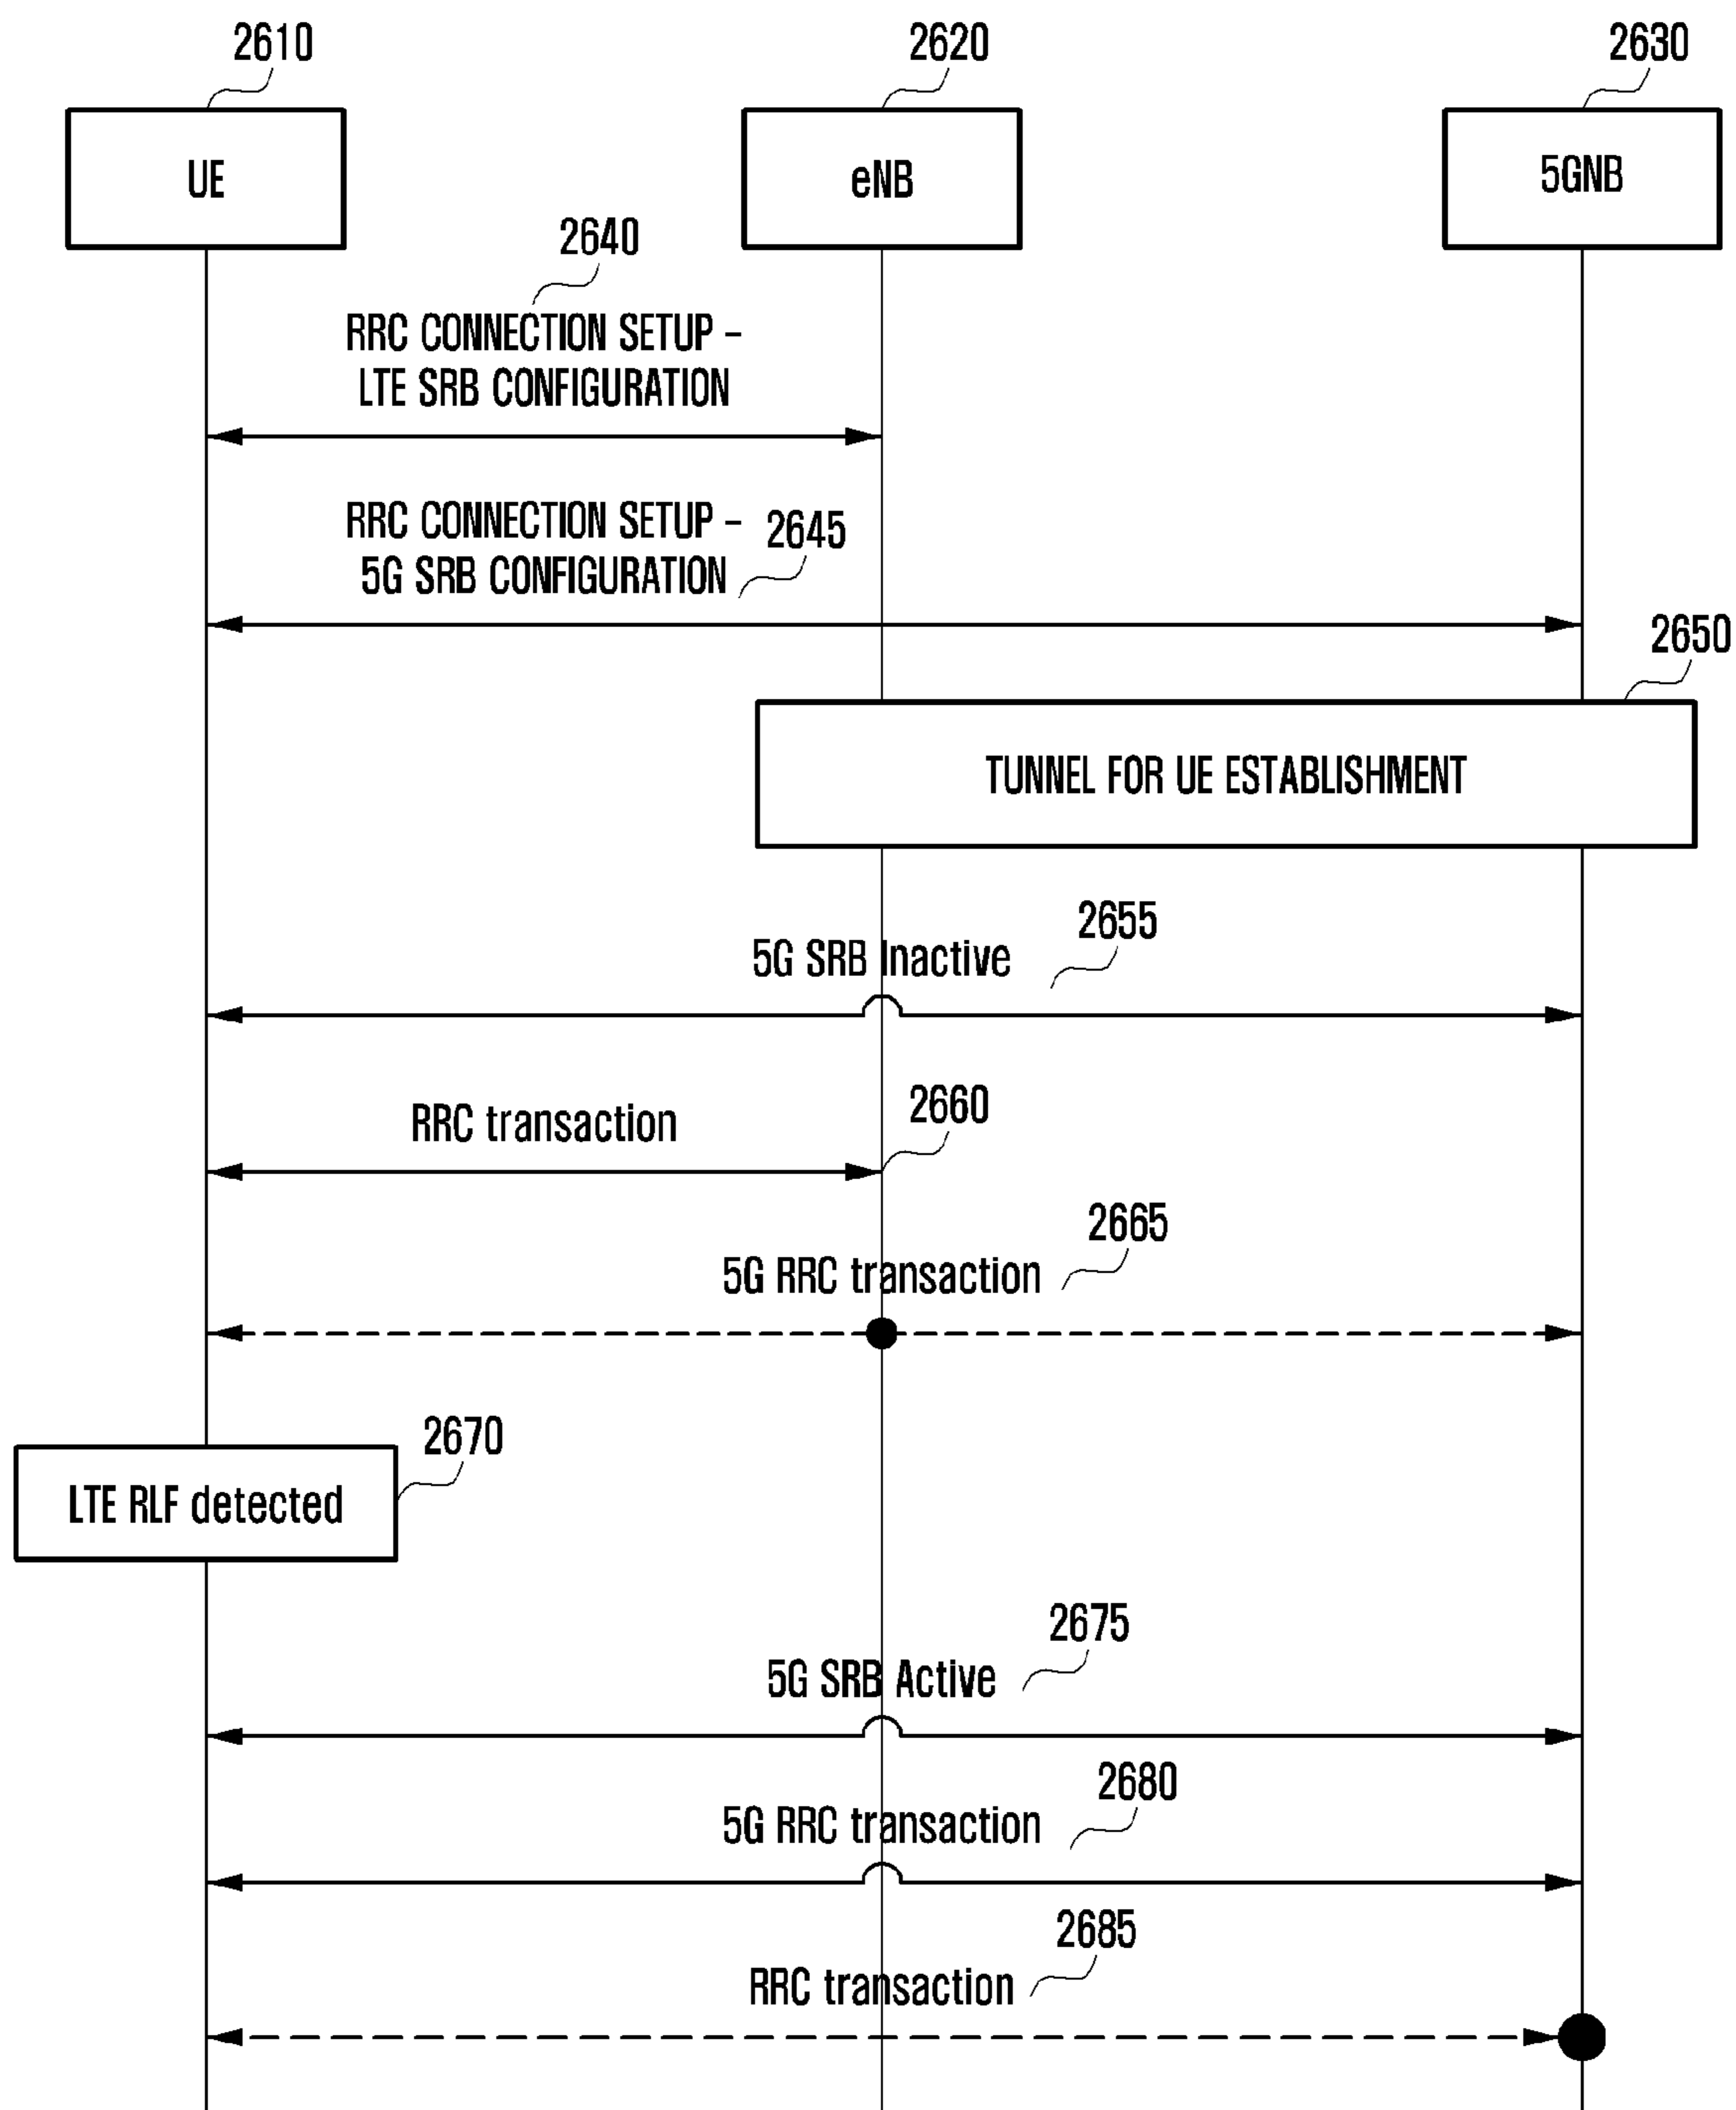 2610
2620
2630
UE
eNB
5GNB
2640
RRC CONNECTION SETUP –
LTE SRB CONFIGURATION
RRC CONNECTION SETUP –
2645
5G SRB CONFIGURATION
2650
TUNNEL FOR UE ESTABLISHMENT
2655
5G SRB Inactive
2660
RRC transaction
2665
5G RRC transaction
2670
LTE RLF detected
2675
5G SRB Active
2680
5G RRC transaction
2685
RRC transaction